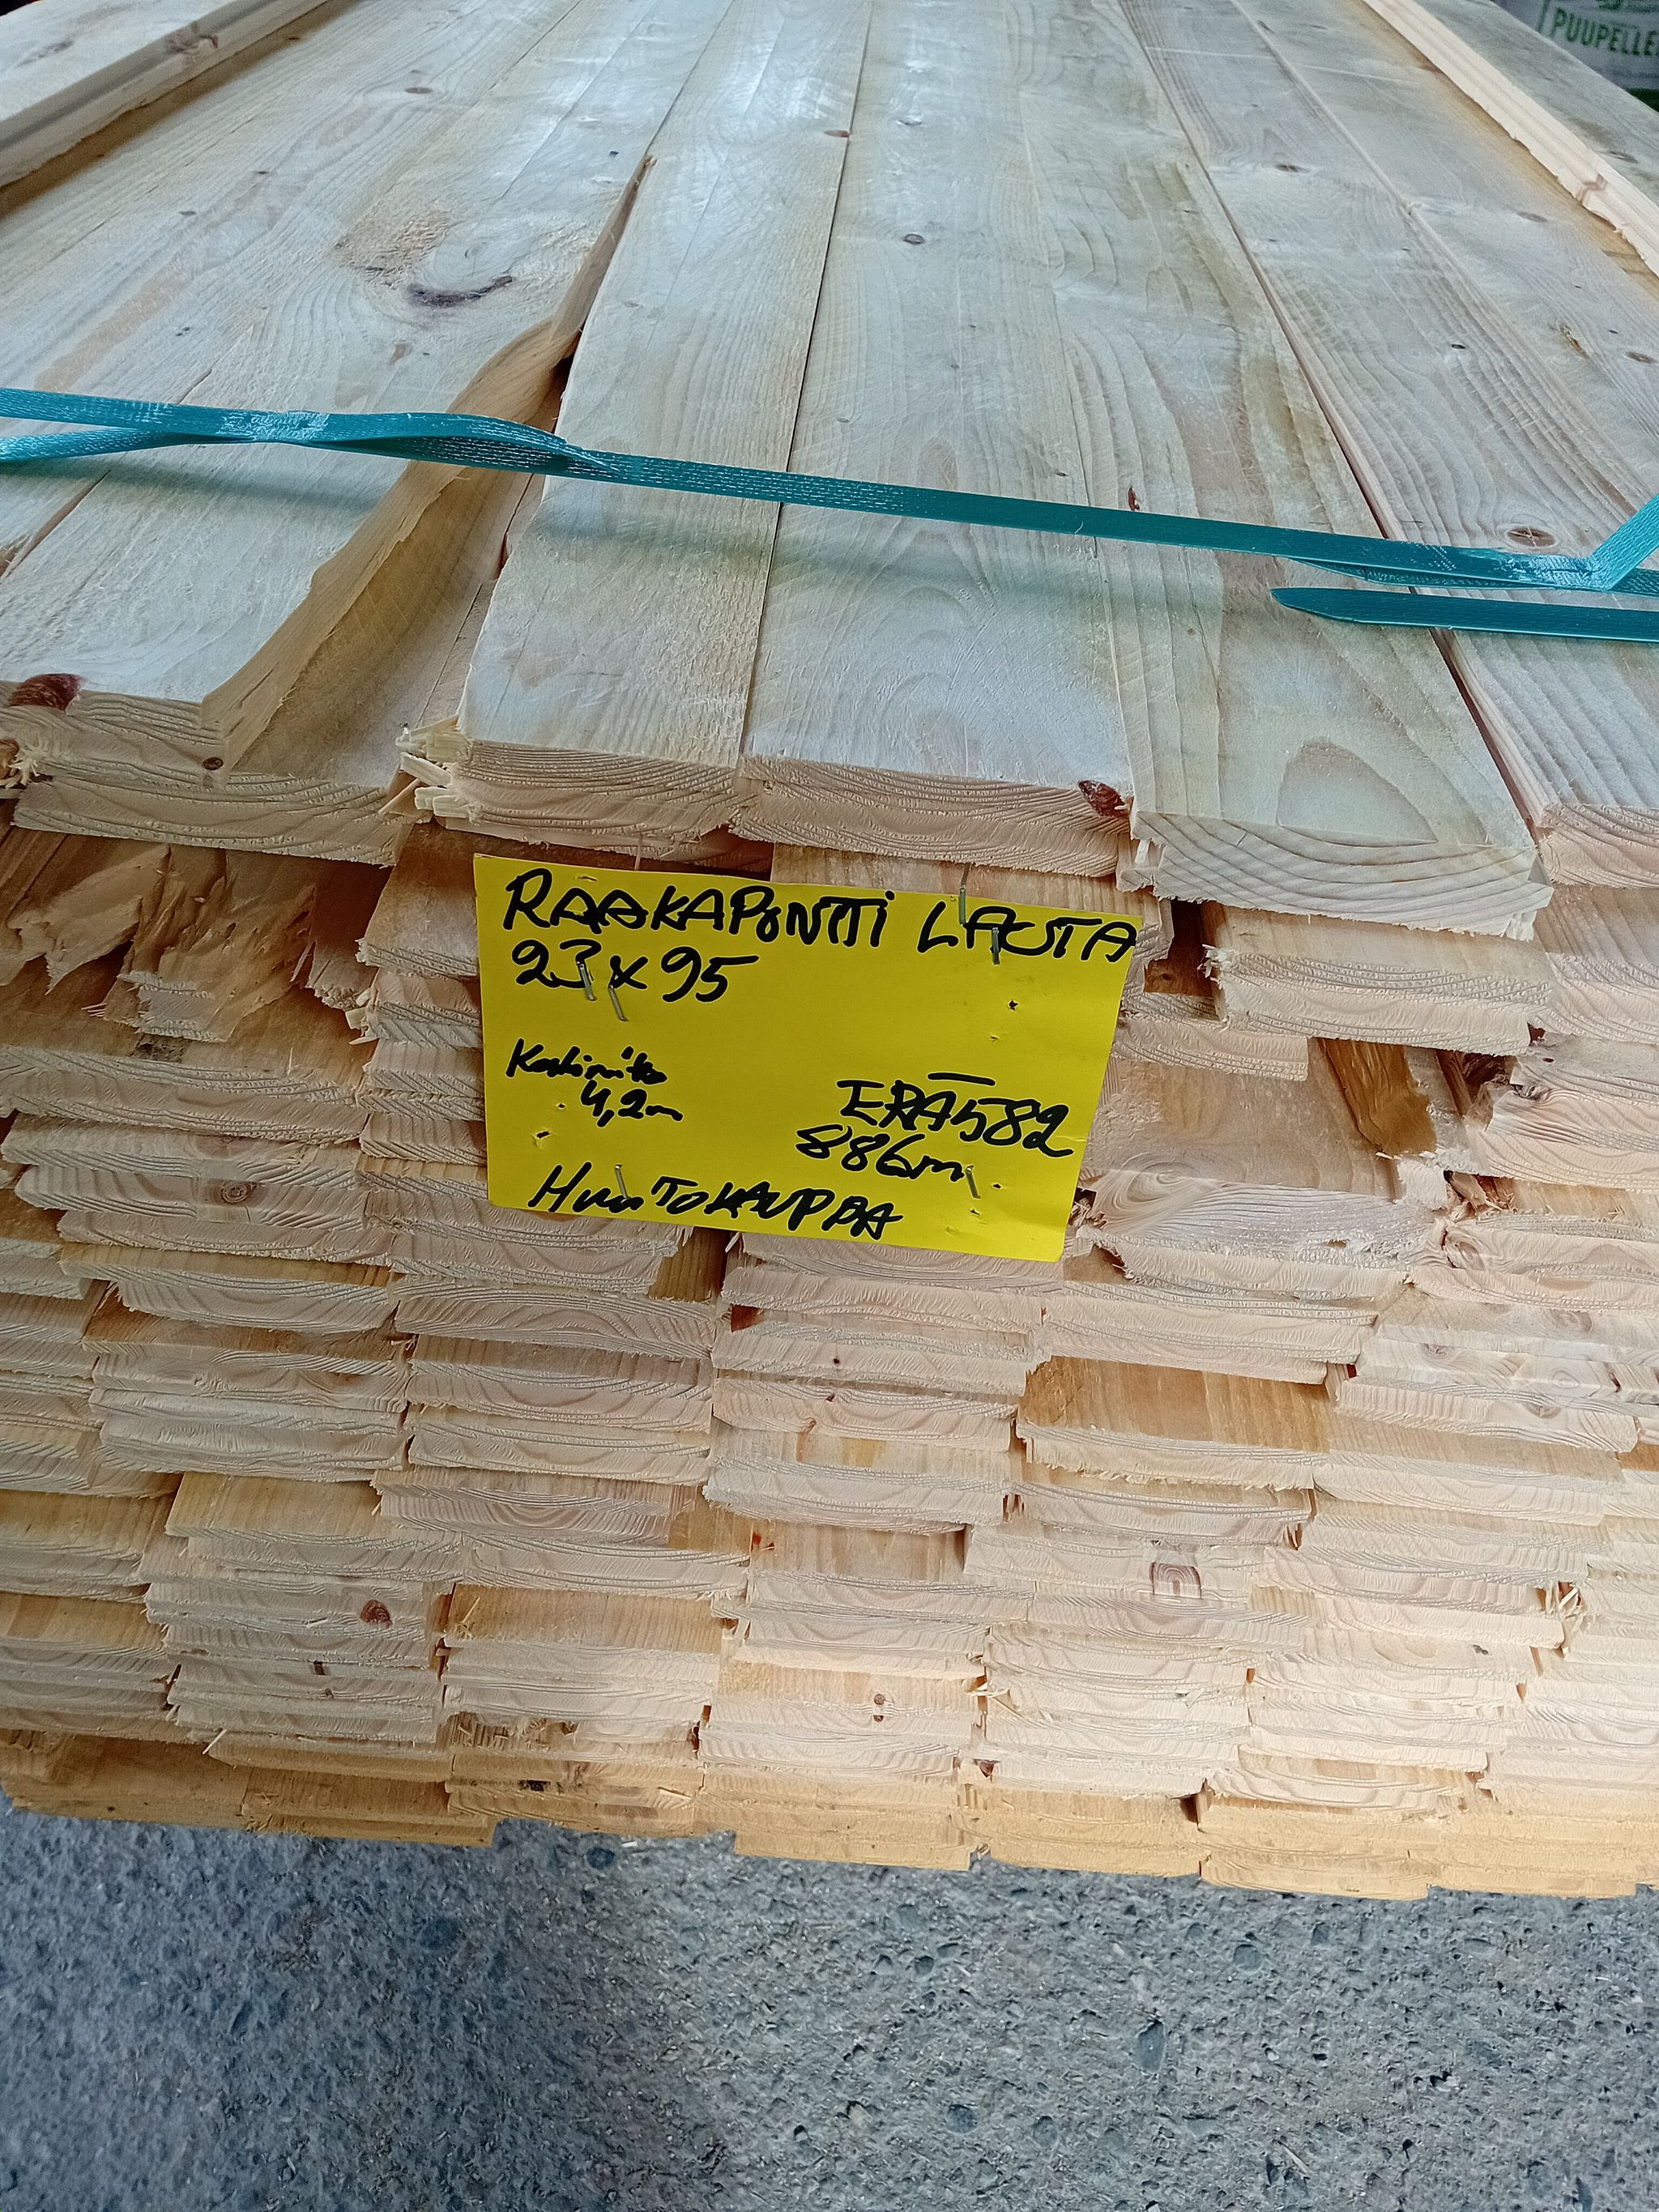 PUUPELLE
RAAKAPONTTI LAUTA
23x95
Keskimitta
4,2m
ERÄ582
886m
HUUTOKAUPPA